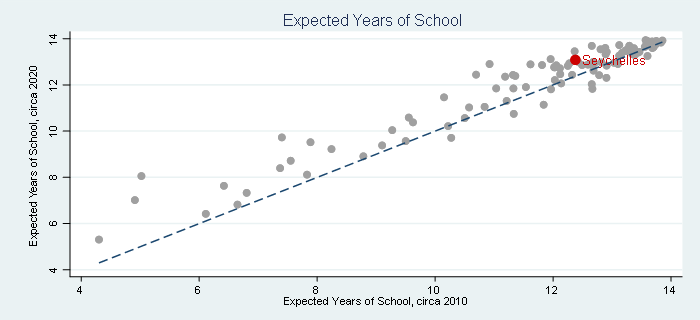 Expected Years of School
Expected Years of School, circa 2020
14
12
10
8
6
4
Seychelles
4 6 8 10 12 14
Expected Years of School, circa 2010